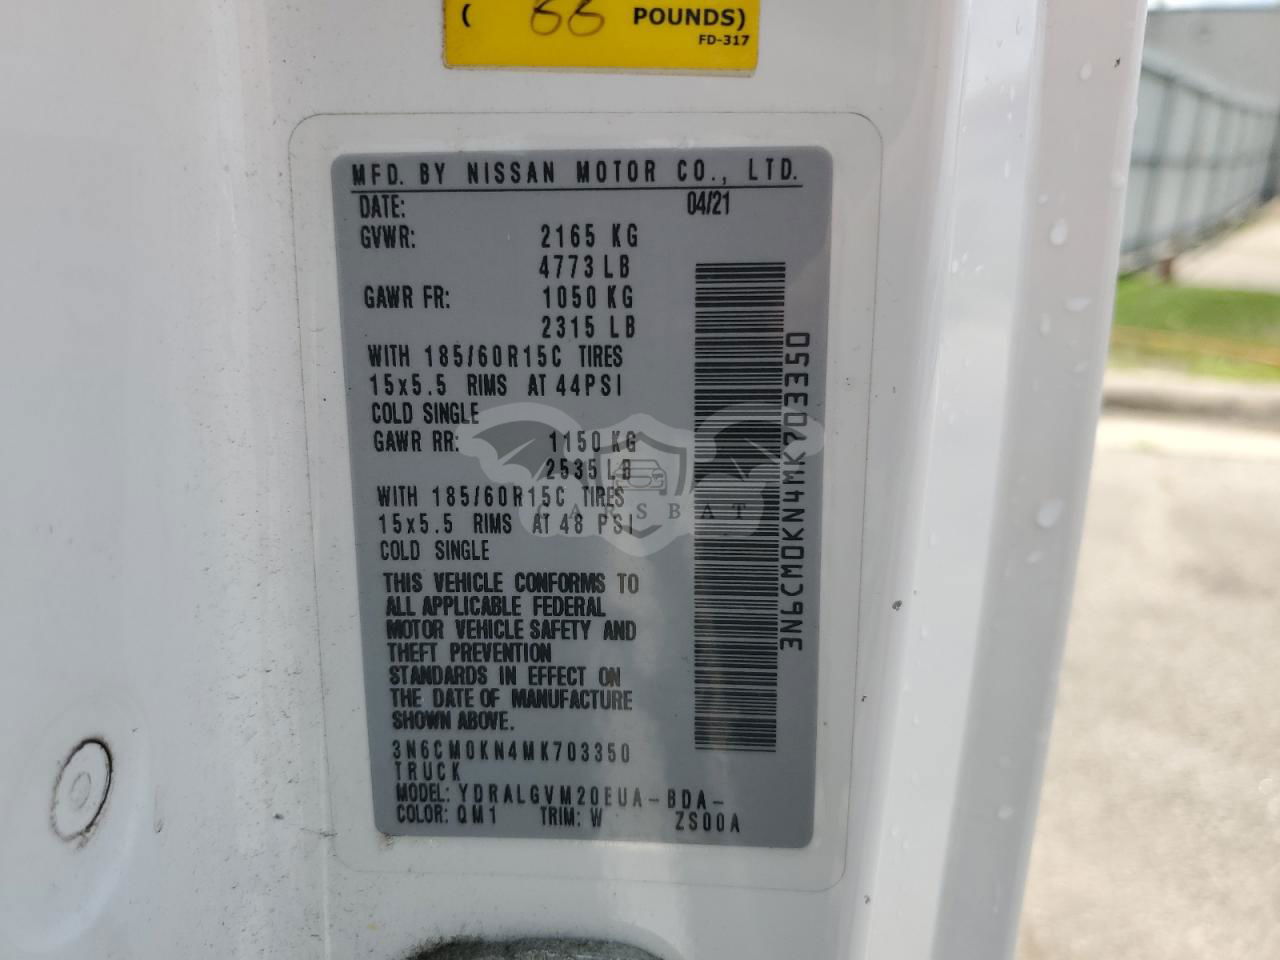 ( 66 POUNDS)
FD-317
MFD. BY NISSAN MOTOR CO., LTD.
DATE: 04/21
GVWR: 2165 KG
4773 LB
GAWR FR: 1050 KG
2315 LB
WITH 185/60R15C TIRES
15x5.5 RIMS AT 44PSI
COLD SINGLE
GAWR RR: 1150 KG
2535 LB
WITH 185/60R15C TIRES
15x5.5 RIMS AT 48 PSI
COLD SINGLE
THIS VEHICLE CONFORMS TO
ALL APPLICABLE FEDERAL
MOTOR VEHICLE SAFETY AND
THEFT PREVENTION
STANDARDS IN EFFECT ON
THE DATE OF MANUFACTURE
SHOWN ABOVE.
3N6CM0KN4MK703350
TRUCK
MODEL: YDRALGVM20EUA-BDA-
COLOR: QM1 TRIM: W ZS00A
3N6CM0KN4MK703350
CARSBAT